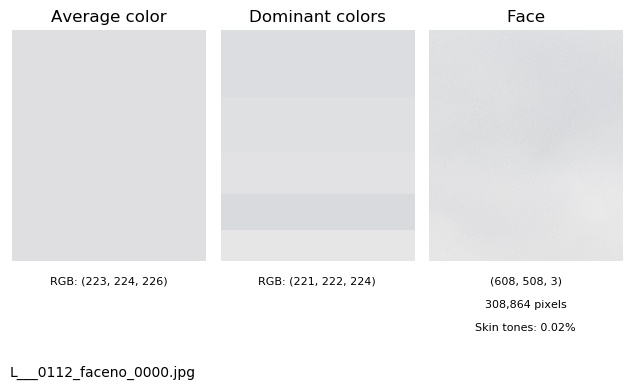 Average color
Dominant colors
Face
RGB: (223, 224, 226)
RGB: (221, 222, 224)
(608, 508, 3)
308,864 pixels
Skin tones: 0.02%
L___0112_faceno_0000.jpg